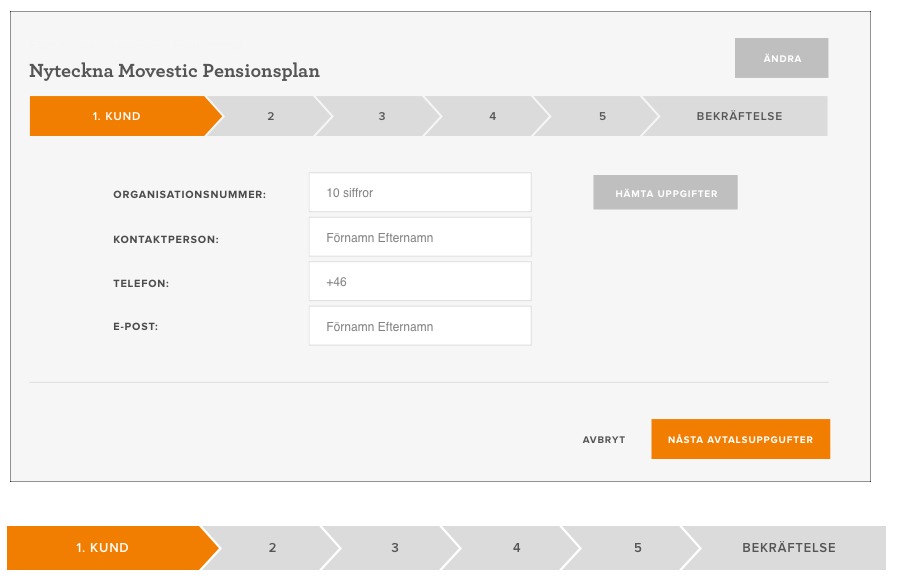 ÄNDRA
Nyteckna Movestic Pensionsplan
1. KUND 2 3 4 5 BEKRÄFTELSE
ORGANISATIONSNUMMER: 10 siffror HÄMTA UPPGIFTER
KONTAKTPERSON: Förnamn Efternamn
TELEFON: +46
E-POST: Förnamn Efternamn
AVBRYT NÄSTA AVTALSUPPGUFTER
1. KUND 2 3 4 5 BEKRÄFTELSE